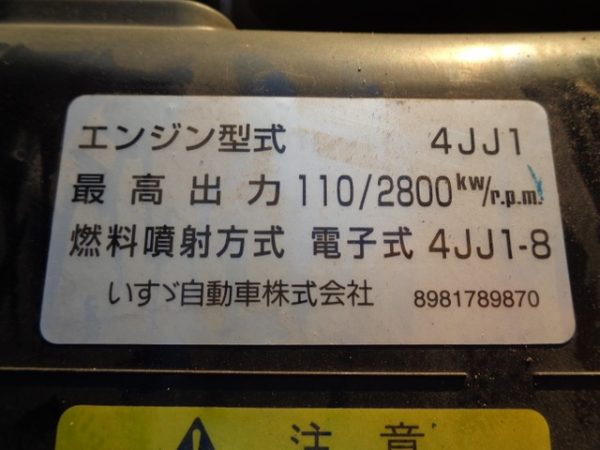 エンジン型式 4JJ1
最高出力 110/2800 kw/r.p.m.
燃料噴射方式 電子式 4JJ1-8
いすゞ自動車株式会社 8981789870
注意